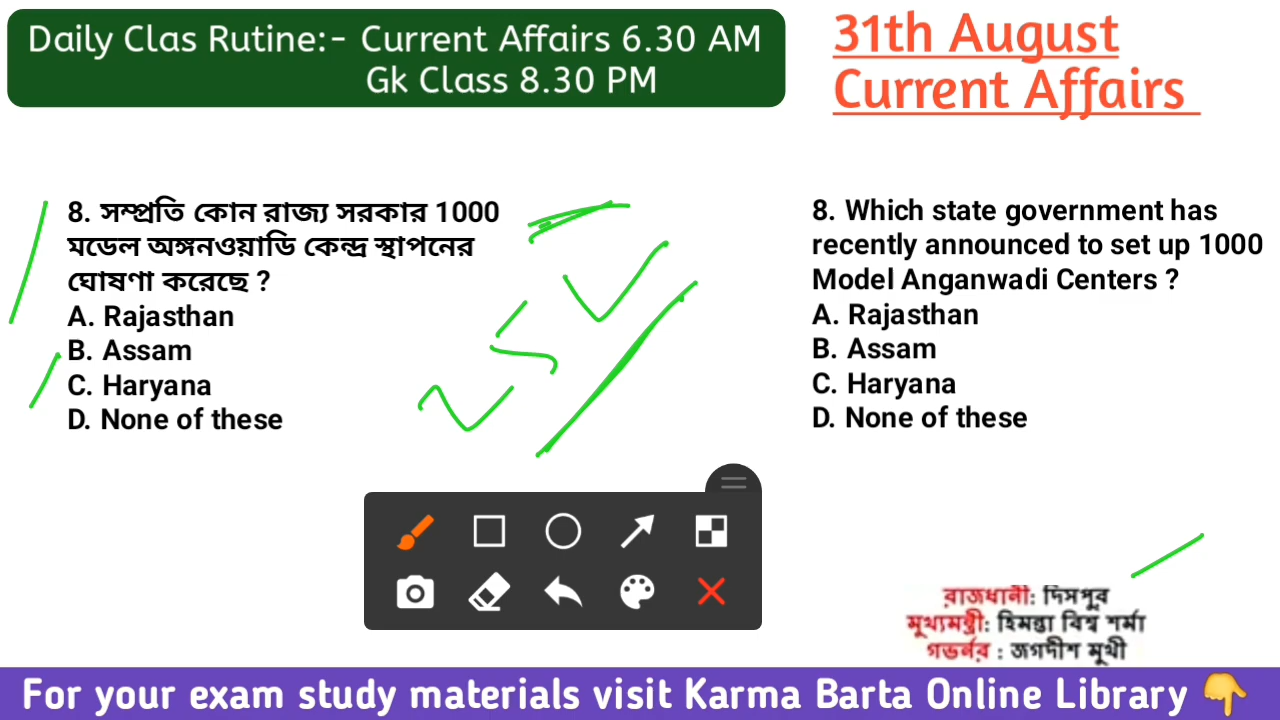 Daily Clas Rutine:- Current Affairs 6.30 AM
Gk Class 8.30 PM
31th August
Current Affairs
8. সম্প্রতি কোন রাজ্য সরকার 1000
মডেল অঙ্গনওয়াডি কেন্দ্র স্থাপনের
ঘোষণা করেছে ?
A. Rajasthan
B. Assam
C. Haryana
D. None of these
8. Which state government has
recently announced to set up 1000
Model Anganwadi Centers ?
A. Rajasthan
B. Assam
C. Haryana
D. None of these
রাজধানী: দিসপুর
মুখ্যমন্ত্রী: হিমন্তা বিশ্ব শর্মা
গভর্নর : জগদীশ মুখী
For your exam study materials visit Karma Barta Online Library 👇